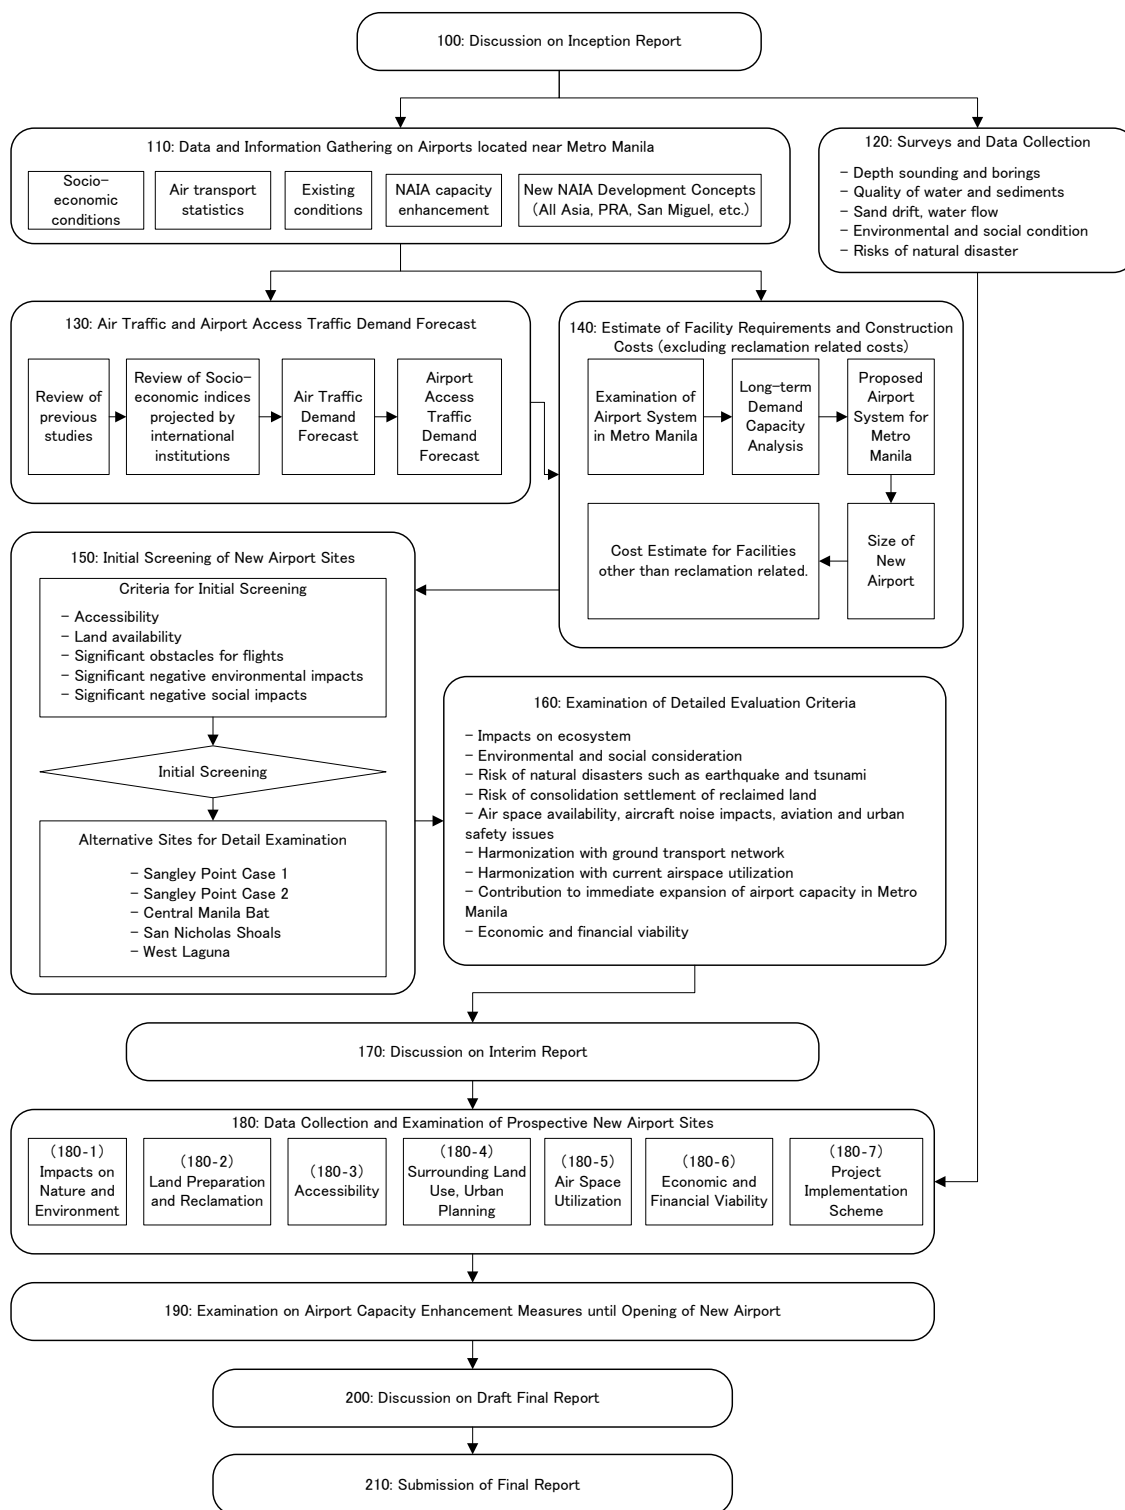 100: Discussion on Inception Report
110: Data and Information Gathering on Airports located near Metro Manila
Socio-
economic
conditions
Air transport
statistics
Existing
conditions
NAIA capacity
enhancement
New NAIA Development Concepts
(All Asia, PRA, San Miguel, etc.)
120: Surveys and Data Collection
- Depth sounding and borings
- Quality of water and sediments
- Sand drift, water flow
- Environmental and social condition
- Risks of natural disaster
130: Air Traffic and Airport Access Traffic Demand Forecast
Review of
previous
studies
Review of Socio-
economic indices
projected by
international
institutions
Air Traffic
Demand
Forecast
Airport
Access
Traffic
Demand
Forecast
140: Estimate of Facility Requirements and Construction
Costs (excluding reclamation related costs)
Examination of
Airport System
in Metro Manila
Long-term
Demand
Capacity
Analysis
Proposed
Airport
System for
Metro
Manila
Size of
New
Airport
Cost Estimate for Facilities
other than reclamation related.
150: Initial Screening of New Airport Sites
Criteria for Initial Screening
- Accessibility
- Land availability
- Significant obstacles for flights
- Significant negative environmental impacts
- Significant negative social impacts
Initial Screening
Alternative Sites for Detail Examination
- Sangley Point Case 1
- Sangley Point Case 2
- Central Manila Bat
- San Nicholas Shoals
- West Laguna
160: Examination of Detailed Evaluation Criteria
- Impacts on ecosystem
- Environmental and social consideration
- Risk of natural disasters such as earthquake and tsunami
- Risk of consolidation settlement of reclaimed land
- Air space availability, aircraft noise impacts, aviation and urban
safety issues
- Harmonization with ground transport network
- Harmonization with current airspace utilization
- Contribution to immediate expansion of airport capacity in Metro
Manila
- Economic and financial viability
170: Discussion on Interim Report
180: Data Collection and Examination of Prospective New Airport Sites
(180-1)
Impacts on
Nature and
Environment
(180-2)
Land Preparation
and Reclamation
(180-3)
Accessibility
(180-4)
Surrounding Land
Use, Urban
Planning
(180-5)
Air Space
Utilization
(180-6)
Economic and
Financial Viability
(180-7)
Project
Implementation
Scheme
190: Examination on Airport Capacity Enhancement Measures until Opening of New Airport
200: Discussion on Draft Final Report
210: Submission of Final Report